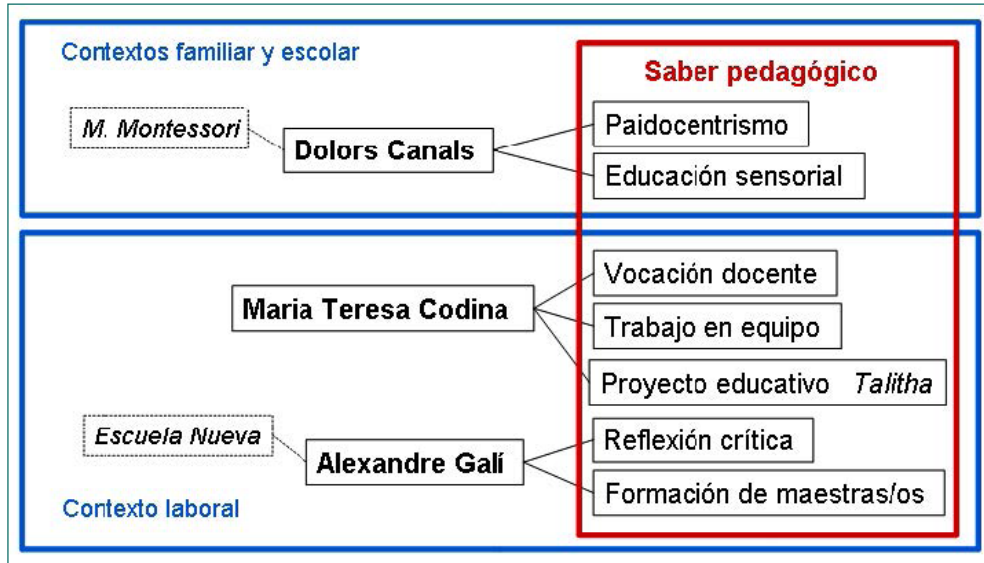 Contextos familiar y escolar
Saber pedagógico
M. Montessori
Dolors Canals
Paidocentrismo
Educación sensorial
Maria Teresa Codina
Vocación docente
Trabajo en equipo
Proyecto educativo Talitha
Escuela Nueva
Alexandre Galí
Reflexión crítica
Formación de maestras/os
Contexto laboral